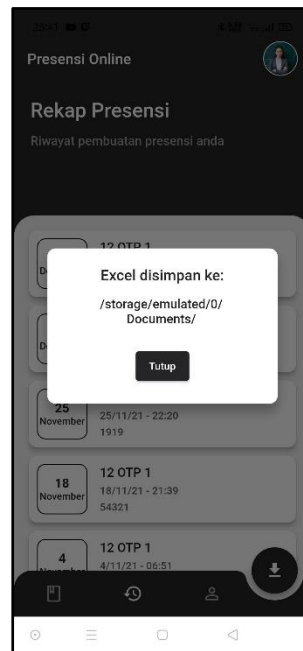 23:41
Presensi Online
Rekap Presensi
Riwayat pembuatan presensi anda
12 OTP 1
Excel disimpan ke:
/storage/emulated/0/
Documents/
Tutup
25
November
25/11/21 - 22:20
1919
18
November
12 OTP 1
18/11/21 - 21:39
54321
4
12 OTP 1
4/11/21 - 06:51